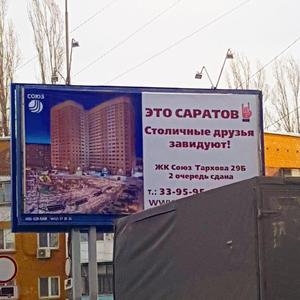 СОЮЗ
ЭТО САРАТОВ
Столичные друзья
завидуют!
ЖК Союз Тархова 29Б
2 очередь сдана
т.: 33-95-95